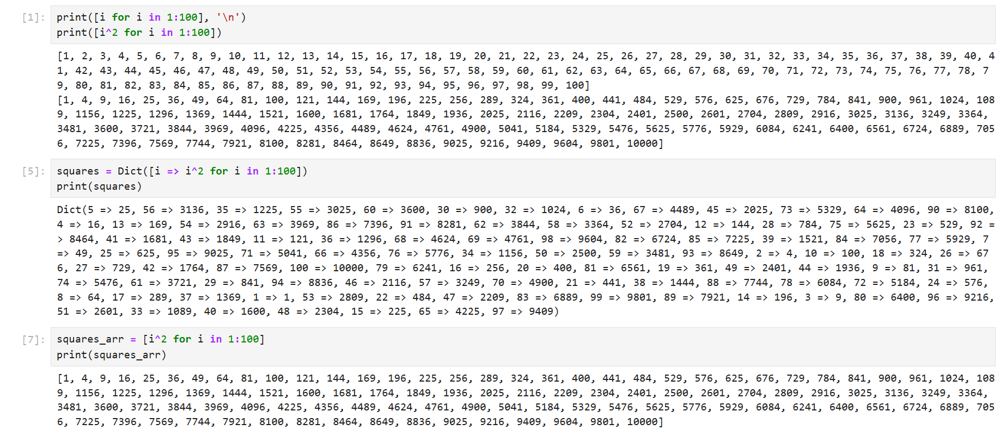 [1]: print([i for i in 1:100], '\n')
print([i^2 for i in 1:100])
[1, 2, 3, 4, 5, 6, 7, 8, 9, 10, 11, 12, 13, 14, 15, 16, 17, 18, 19, 20, 21, 22, 23, 24, 25, 26, 27, 28, 29, 30, 31, 32, 33, 34, 35, 36, 37, 38, 39, 40, 4
1, 42, 43, 44, 45, 46, 47, 48, 49, 50, 51, 52, 53, 54, 55, 56, 57, 58, 59, 60, 61, 62, 63, 64, 65, 66, 67, 68, 69, 70, 71, 72, 73, 74, 75, 76, 77, 78, 7
9, 80, 81, 82, 83, 84, 85, 86, 87, 88, 89, 90, 91, 92, 93, 94, 95, 96, 97, 98, 99, 100]
[1, 4, 9, 16, 25, 36, 49, 64, 81, 100, 121, 144, 169, 196, 225, 256, 289, 324, 361, 400, 441, 484, 529, 576, 625, 676, 729, 784, 841, 900, 961, 1024, 108
9, 1156, 1225, 1296, 1369, 1444, 1521, 1600, 1681, 1764, 1849, 1936, 2025, 2116, 2209, 2304, 2401, 2500, 2601, 2704, 2809, 2916, 3025, 3136, 3249, 3364,
3481, 3600, 3721, 3844, 3969, 4096, 4225, 4356, 4489, 4624, 4761, 4900, 5041, 5184, 5329, 5476, 5625, 5776, 5929, 6084, 6241, 6400, 6561, 6724, 6889, 705
6, 7225, 7396, 7569, 7744, 7921, 8100, 8281, 8464, 8649, 8836, 9025, 9216, 9409, 9604, 9801, 10000]
[5]: squares = Dict([i => i^2 for i in 1:100])
print(squares)
Dict(5 => 25, 56 => 3136, 35 => 1225, 55 => 3025, 60 => 3600, 30 => 900, 32 => 1024, 6 => 36, 67 => 4489, 45 => 2025, 73 => 5329, 64 => 4096, 90 => 8100,
4 => 16, 13 => 169, 54 => 2916, 63 => 3969, 86 => 7396, 91 => 8281, 62 => 3844, 58 => 3364, 52 => 2704, 12 => 144, 28 => 784, 75 => 5625, 23 => 529, 92 =
> 8464, 41 => 1681, 43 => 1849, 11 => 121, 36 => 1296, 68 => 4624, 69 => 4761, 98 => 9604, 82 => 6724, 85 => 7225, 39 => 1521, 84 => 7056, 77 => 5929, 7
=> 49, 25 => 625, 95 => 9025, 71 => 5041, 66 => 4356, 76 => 5776, 34 => 1156, 50 => 2500, 59 => 3481, 93 => 8649, 2 => 4, 10 => 100, 18 => 324, 26 => 67
6, 27 => 729, 42 => 1764, 87 => 7569, 100 => 10000, 79 => 6241, 16 => 256, 20 => 400, 81 => 6561, 19 => 361, 49 => 2401, 44 => 1936, 9 => 81, 31 => 961,
74 => 5476, 61 => 3721, 29 => 841, 94 => 8836, 46 => 2116, 57 => 3249, 70 => 4900, 21 => 441, 38 => 1444, 88 => 7744, 78 => 6084, 72 => 5184, 24 => 576,
8 => 64, 17 => 289, 37 => 1369, 1 => 1, 53 => 2809, 22 => 484, 47 => 2209, 83 => 6889, 99 => 9801, 89 => 7921, 14 => 196, 3 => 9, 80 => 6400, 96 => 9216,
51 => 2601, 33 => 1089, 40 => 1600, 48 => 2304, 15 => 225, 65 => 4225, 97 => 9409)
[7]: squares_arr = [i^2 for i in 1:100]
print(squares_arr)
[1, 4, 9, 16, 25, 36, 49, 64, 81, 100, 121, 144, 169, 196, 225, 256, 289, 324, 361, 400, 441, 484, 529, 576, 625, 676, 729, 784, 841, 900, 961, 1024, 108
9, 1156, 1225, 1296, 1369, 1444, 1521, 1600, 1681, 1764, 1849, 1936, 2025, 2116, 2209, 2304, 2401, 2500, 2601, 2704, 2809, 2916, 3025, 3136, 3249, 3364,
3481, 3600, 3721, 3844, 3969, 4096, 4225, 4356, 4489, 4624, 4761, 4900, 5041, 5184, 5329, 5476, 5625, 5776, 5929, 6084, 6241, 6400, 6561, 6724, 6889, 705
6, 7225, 7396, 7569, 7744, 7921, 8100, 8281, 8464, 8649, 8836, 9025, 9216, 9409, 9604, 9801, 10000]